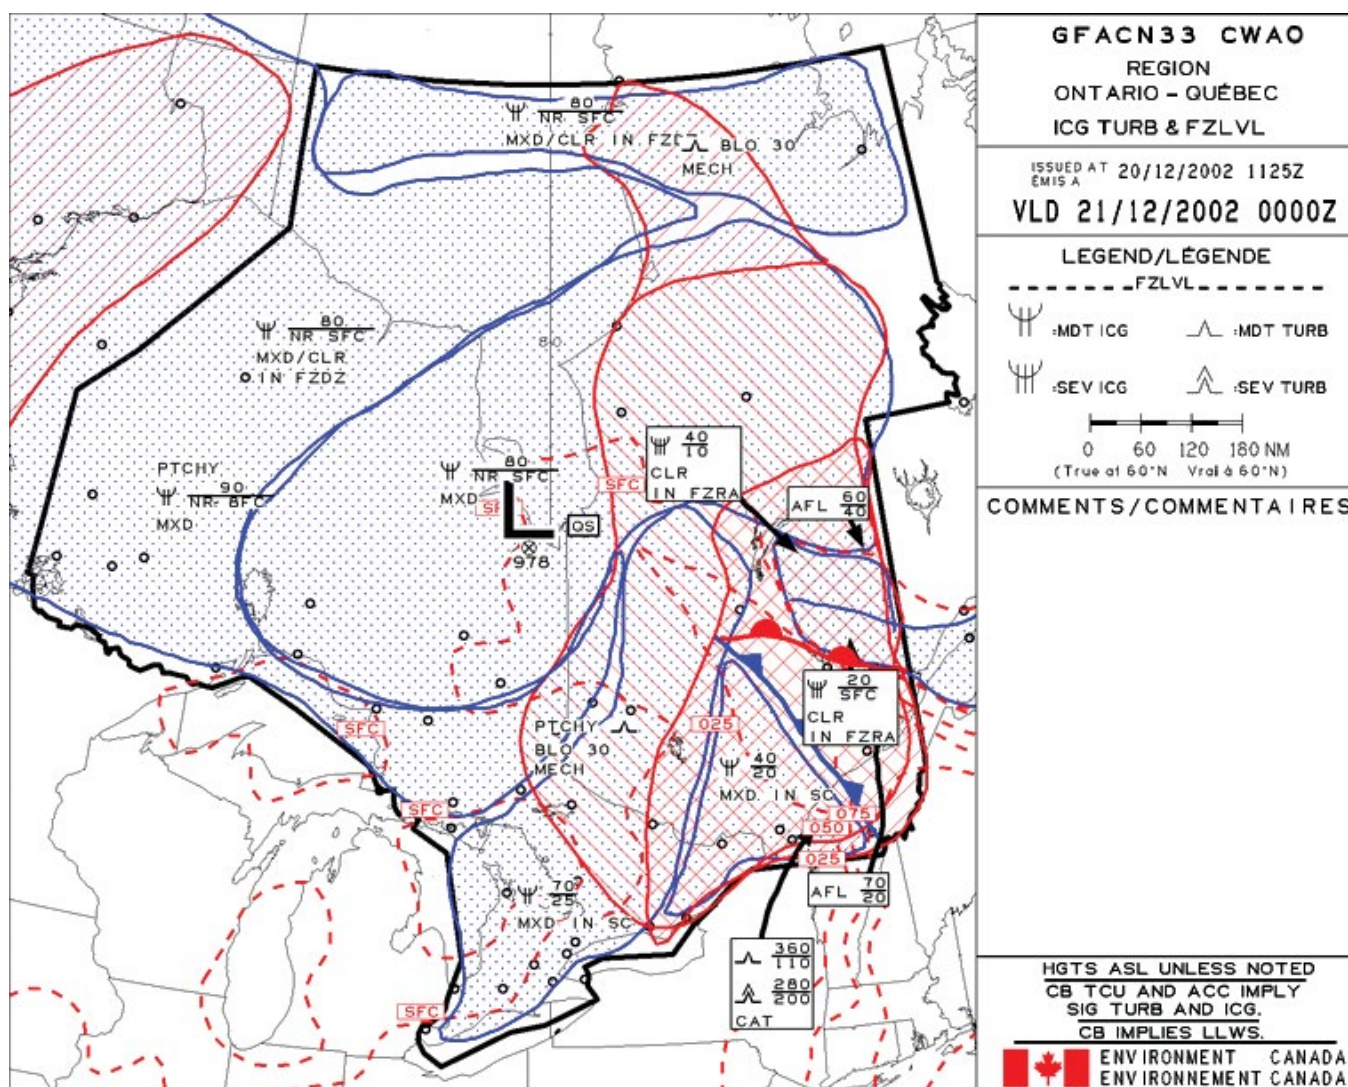 GFACN33 CWAO
REGION
ONTARIO – QUÉBEC
ICG TURB & FZLVL
ISSUED AT 20/12/2002 1125Z
ÉMIS A
VLD 21/12/2002 0000Z
LEGEND/LÉGENDE
FZLVL
:MDT ICG
:MDT TURB
:SEV ICG
:SEV TURB
0 60 120 180 NM
(True at 60°N Vrai à 60°N)
COMMENTS/COMMENTAIRES
HGTS ASL UNLESS NOTED
CB TCU AND ACC IMPLY
SIG TURB AND ICG.
CB IMPLIES LLWS.
ENVIRONMENT CANADA
ENVIRONNEMENT CANADA
80
NR SFC
MXD/CLR IN
BLO 30
MECH
80
NR SFC
MXD/CLR
IN FZDZ
80
PTCHY
90
MXD
80
NR SFC
MXD
QS
978
SFC
40
10
CLR
IN FZRA
AFL 60
40
20
SFC
CLR
IN FZRA
SFC
025
PTCHY
BLO 30
MECH
40
20
MXD IN SC
SFC
075
050
025
AFL 70
20
70
25
MXD IN SC
360
110
280
200
CAT
SFC